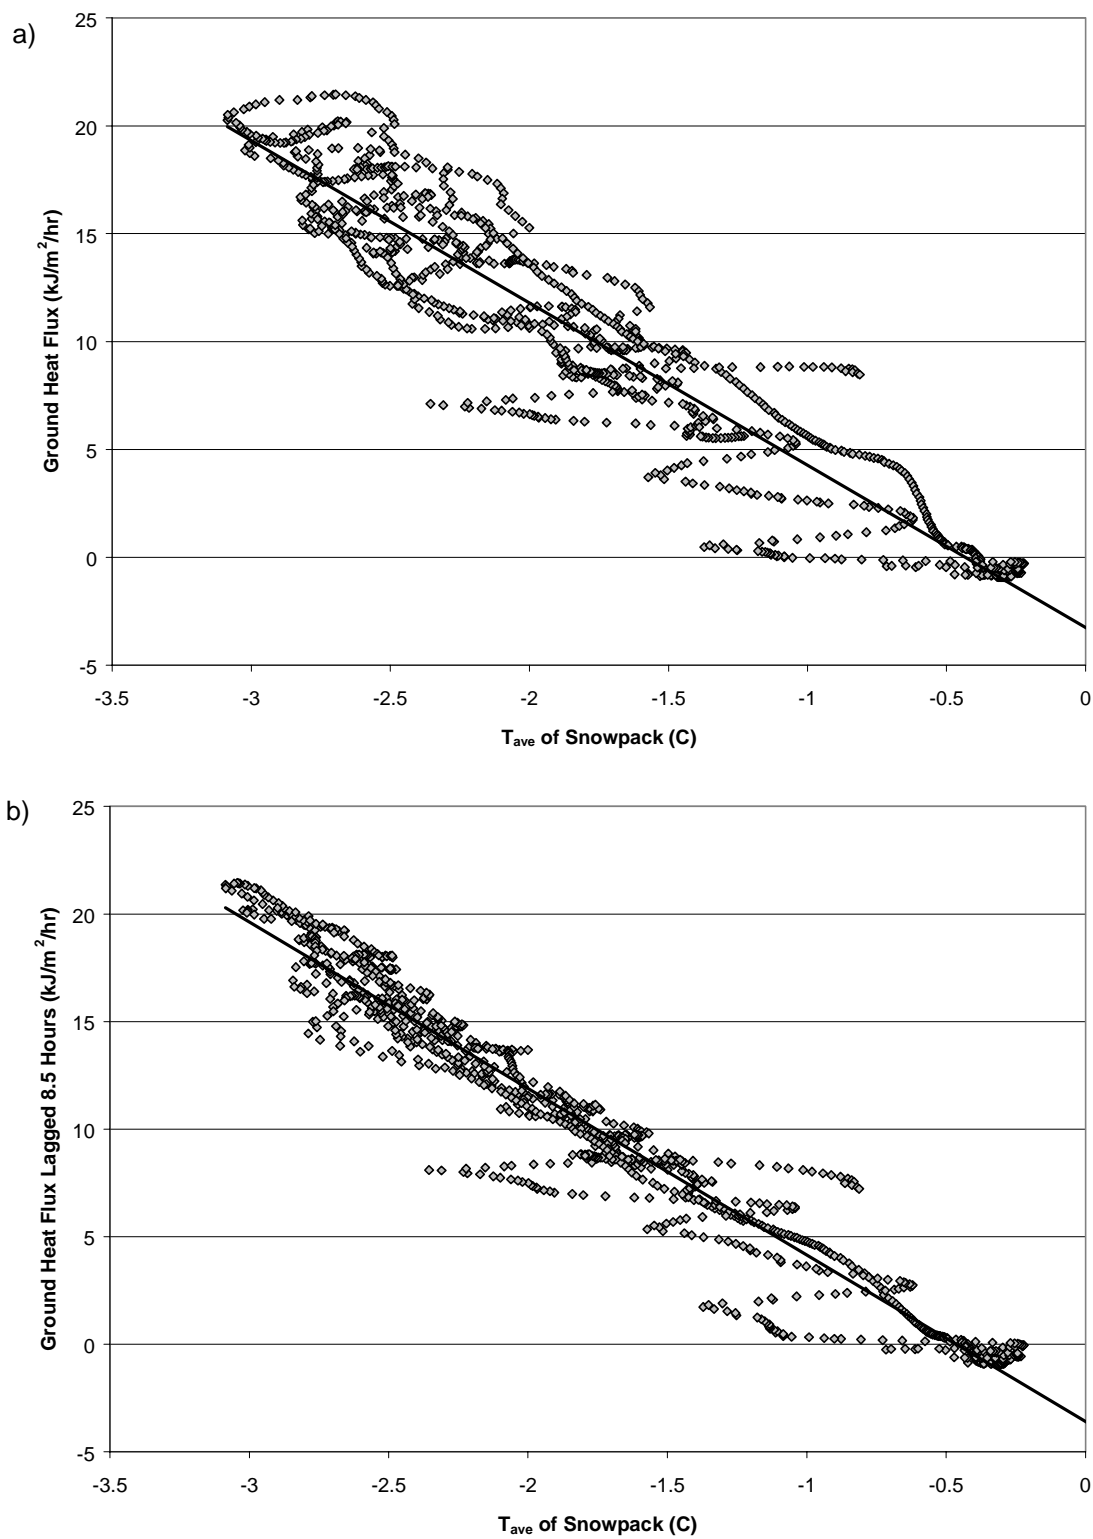 a)
25
20
15
10
5
0
-5
Ground Heat Flux (kJ/m²/hr)
-3.5 -3 -2.5 -2 -1.5 -1 -0.5 0
Tave of Snowpack (C)
b)
25
20
15
10
5
0
-5
Ground Heat Flux Lagged 8.5 Hours (kJ/m²/hr)
-3.5 -3 -2.5 -2 -1.5 -1 -0.5 0
Tave of Snowpack (C)